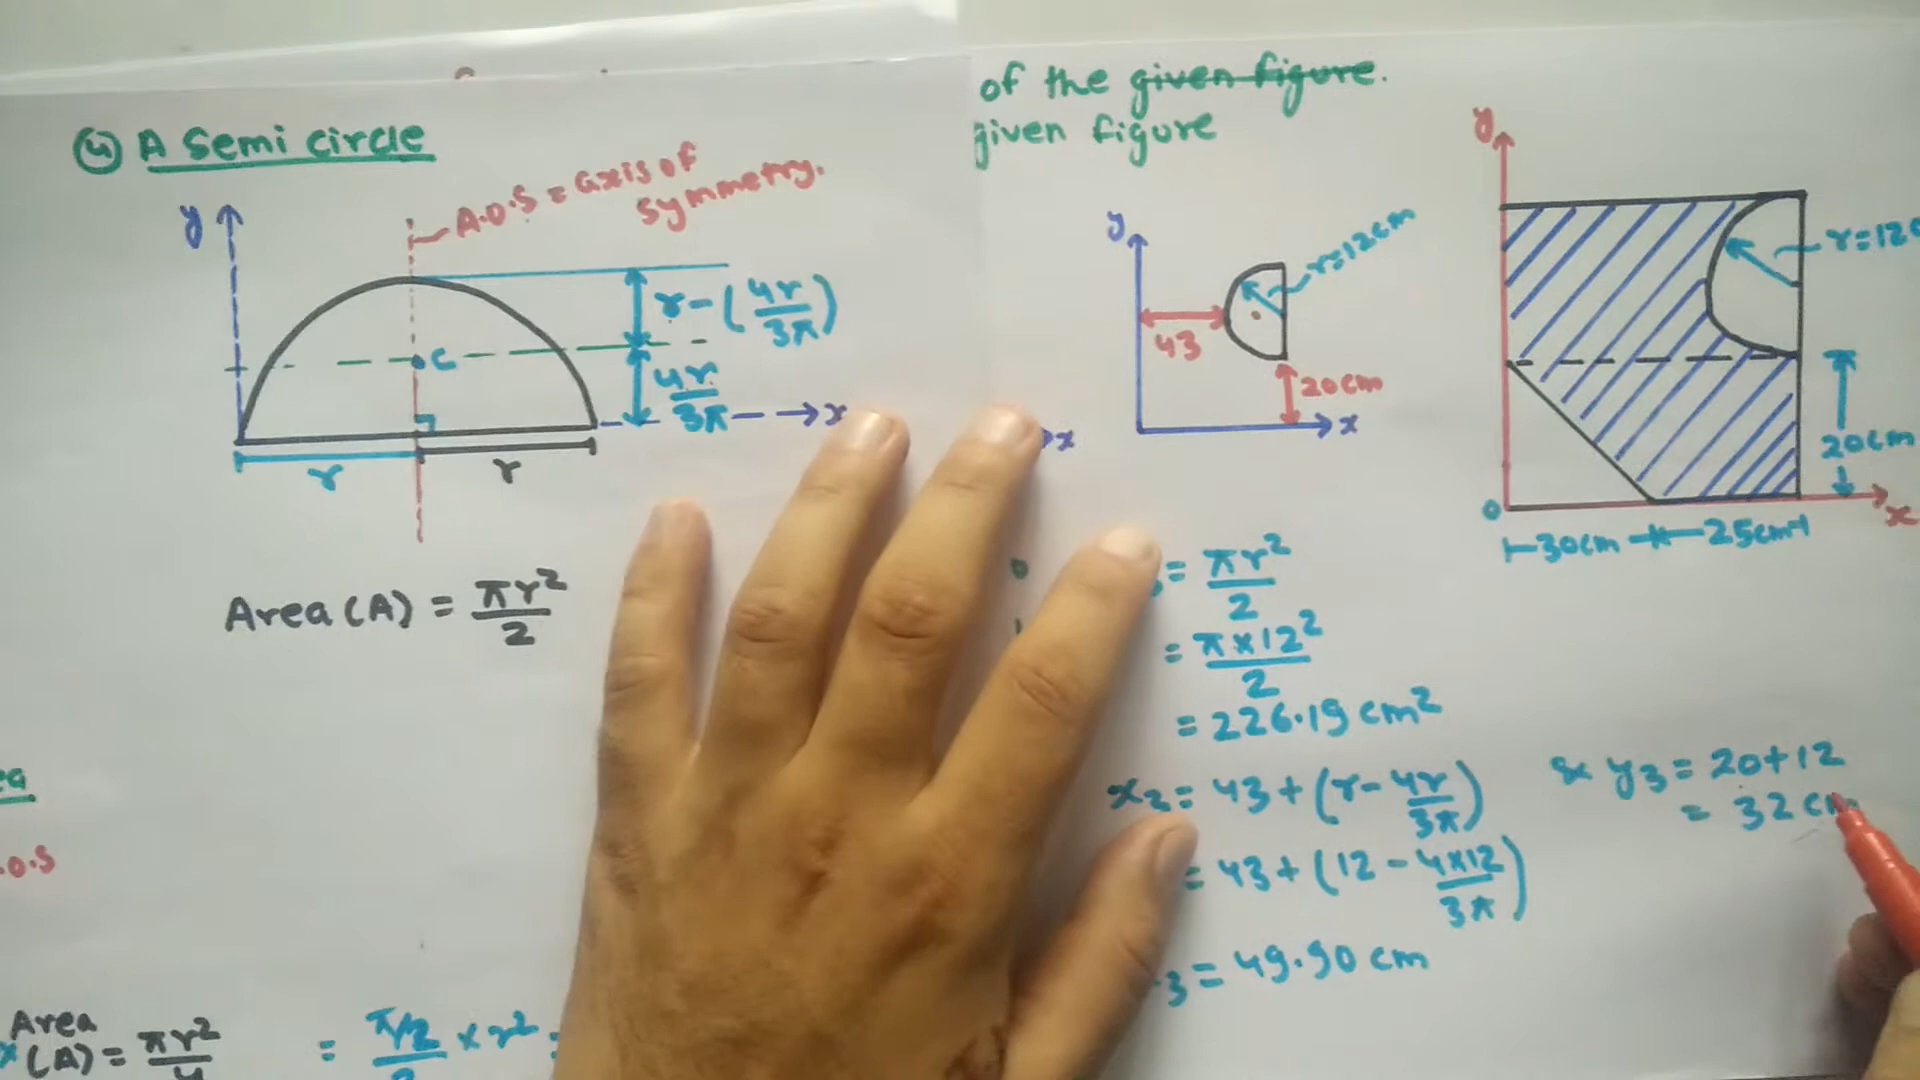 ④ A Semi circle
y
A.O.S = axis of
symmetry.
r-(4r/3π)
C
4r/3π
x
r
r
Area (A) = πr²/2
.O.S
Area
(A) = πr²/4
= π/2 × r²
of the given figure.
given figure
y
r=12cm
43
20cm
x
x
= πr²/2
= π×12²/2
= 226.19 cm²
= 43+(r-4r/3π)
= 43+(12-4×12/3π)
3 = 49.90 cm
y
r=12
20cm
0
x
30cm
25cm
& y3 = 20+12
= 32 cm